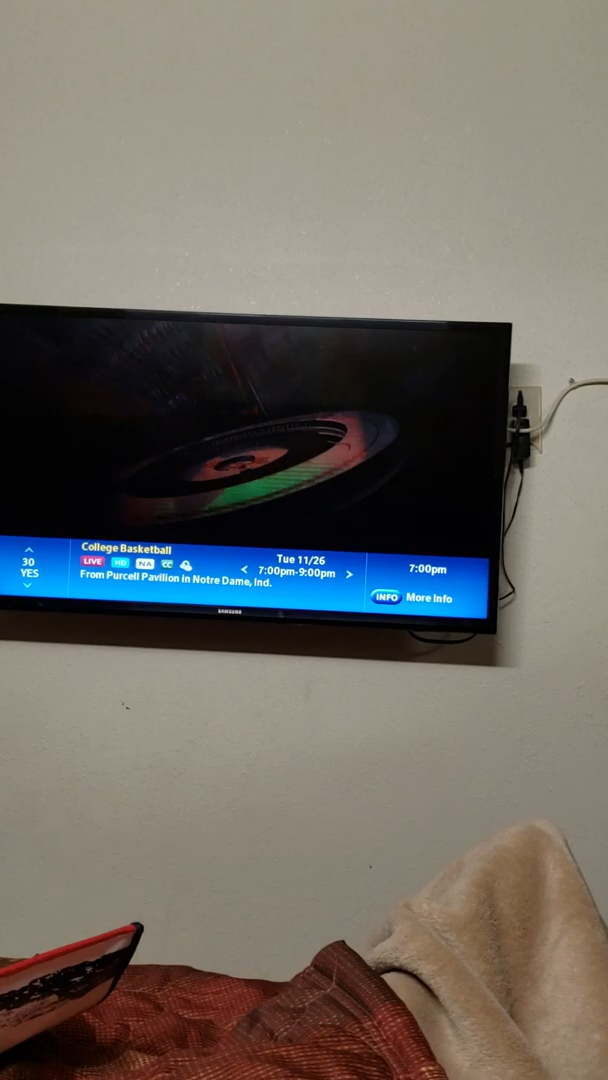 College Basketball
30
YES
LIVE HD NA CC
From Purcell Pavilion in Notre Dame, Ind.
Tue 11/26
7:00pm-9:00pm
7:00pm
INFO More Info
SAMSUNG